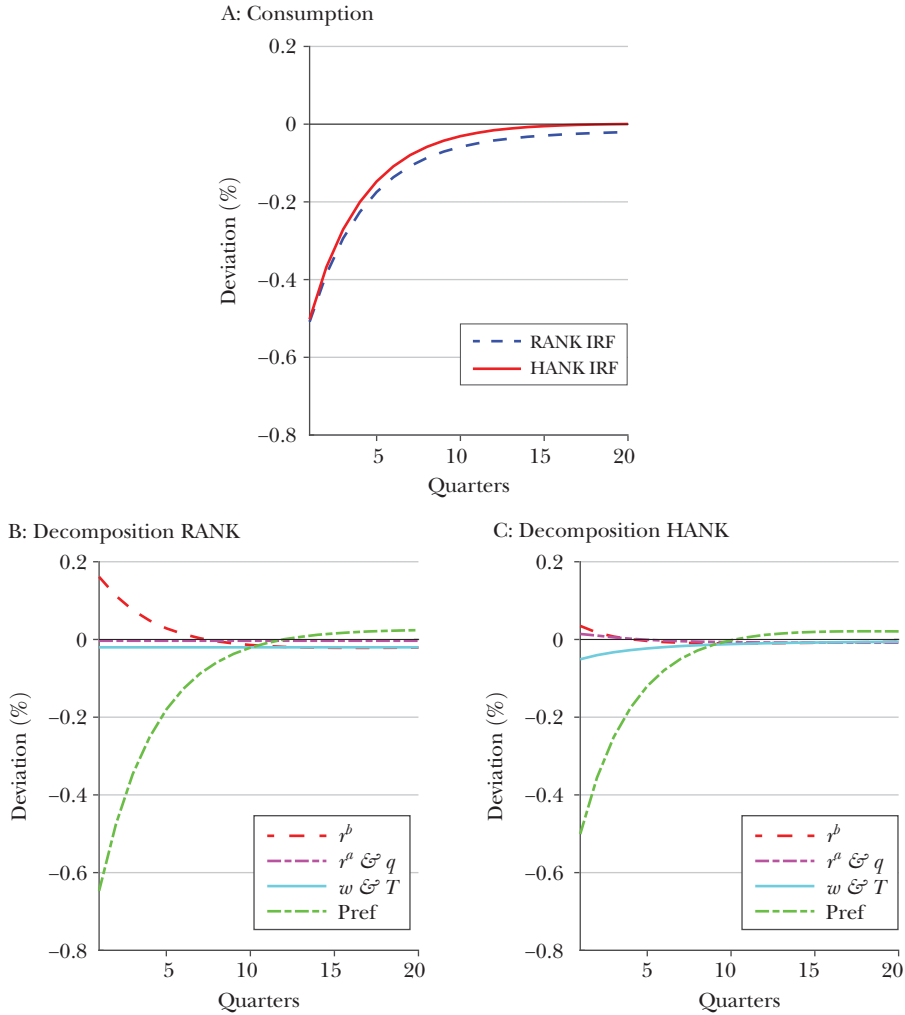 A: Consumption
0.2
0
−0.2
−0.4
−0.6
−0.8
Deviation (%)
RANK IRF
HANK IRF
5
10
15
20
Quarters
B: Decomposition RANK
0.2
0
−0.2
−0.4
−0.6
−0.8
Deviation (%)
r^b
r^a & q
w & T
Pref
5
10
15
20
Quarters
C: Decomposition HANK
0.2
0
−0.2
−0.4
−0.6
−0.8
Deviation (%)
r^b
r^a & q
w & T
Pref
5
10
15
20
Quarters